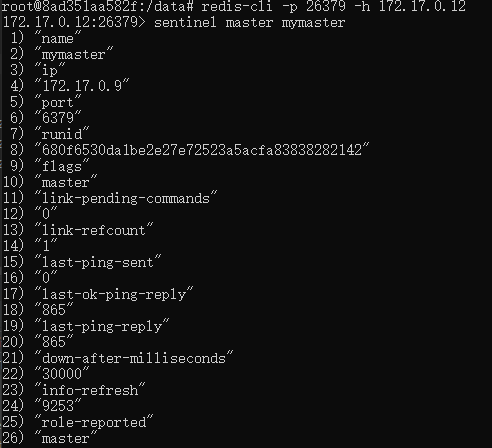 root@8ad351aa582f:/data# redis-cli -p 26379 -h 172.17.0.12
172.17.0.12:26379> sentinel master mymaster
1) "name"
2) "mymaster"
3) "ip"
4) "172.17.0.9"
5) "port"
6) "6379"
7) "runid"
8) "680f6530da1be2e27e72523a5acfa83838282142"
9) "flags"
10) "master"
11) "link-pending-commands"
12) "0"
13) "link-refcount"
14) "1"
15) "last-ping-sent"
16) "0"
17) "last-ok-ping-reply"
18) "865"
19) "last-ping-reply"
20) "865"
21) "down-after-milliseconds"
22) "30000"
23) "info-refresh"
24) "9253"
25) "role-reported"
26) "master"